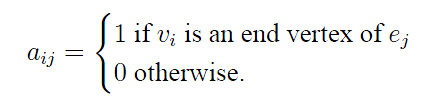 a_{ij} = { 1 if v_i is an end vertex of e_j
0 otherwise.